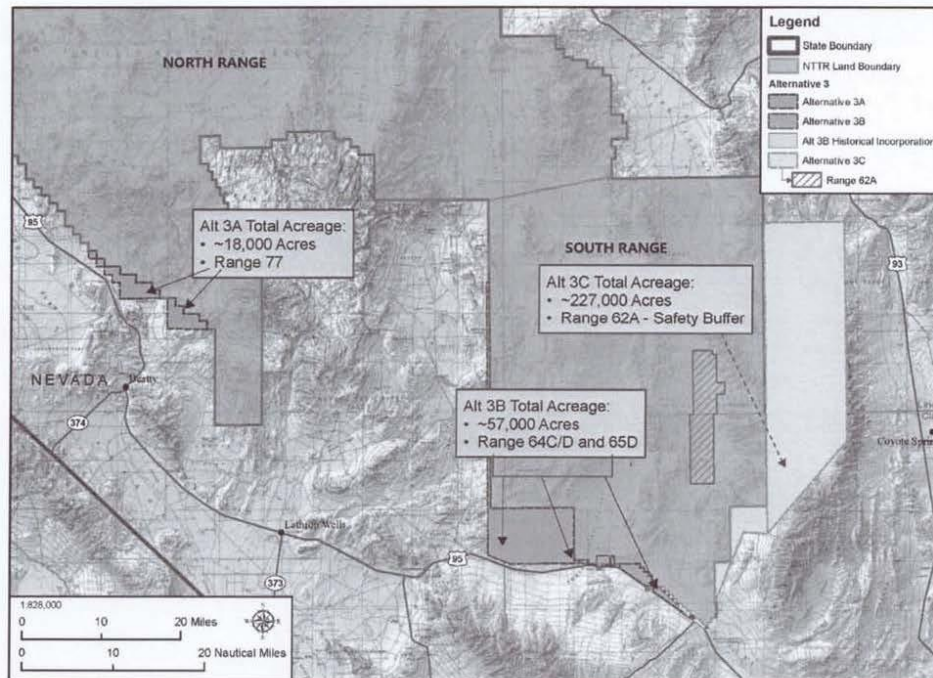 NORTH RANGE
Legend
State Boundary
NTTR Land Boundary
Alternative 3
Alternative 3A
Alternative 3B
Alt 3B Historical Incorporation
Alternative 3C
Range 62A
95
Alt 3A Total Acreage:
• ~18,000 Acres
• Range 77
SOUTH RANGE
93
Alt 3C Total Acreage:
• ~227,000 Acres
• Range 62A - Safety Buffer
NEVADA
Beatty
374
Alt 3B Total Acreage:
• ~57,000 Acres
• Range 64C/D and 65D
Coyote Sprin
Lathrop Wells
95
373
1:828,000
0 10 20 Miles
0 10 20 Nautical Miles